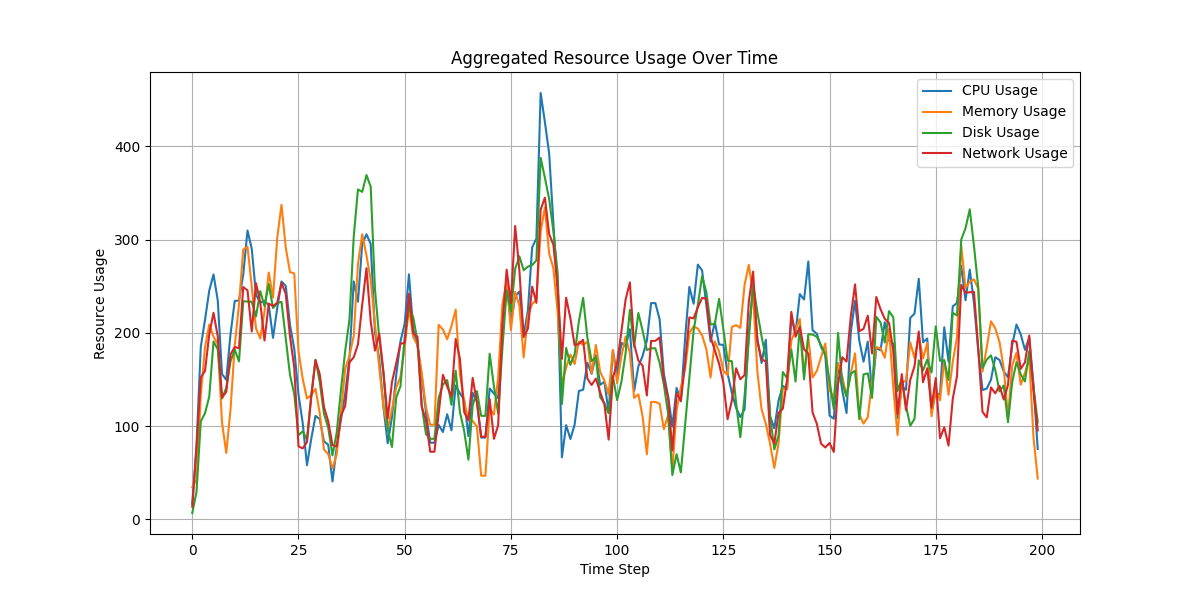 Aggregated Resource Usage Over Time
CPU Usage
Memory Usage
Disk Usage
Network Usage
Resource Usage
400
300
200
100
0
0 25 50 75 100 125 150 175 200
Time Step